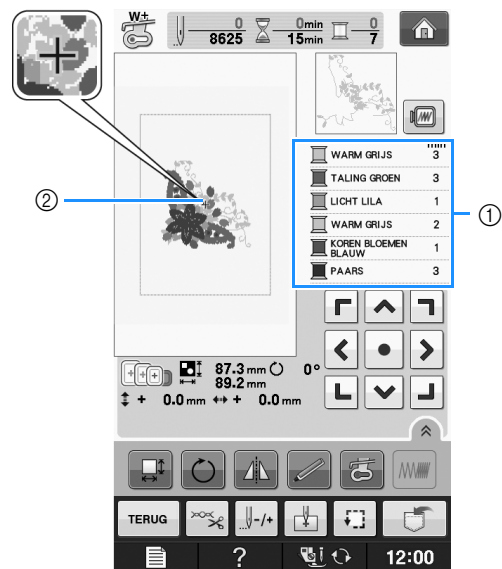 W+
0 0min 0
8625 15min 7
WARM GRIJS 3
TALING GROEN 3
LICHT LILA 1
WARM GRIJS 2
KOREN BLOEMEN
BLAUW 1
PAARS 3
①
②
87.3 mm 0°
89.2 mm
+ 0.0 mm + 0.0 mm
TERUG
-/+
? 12:00